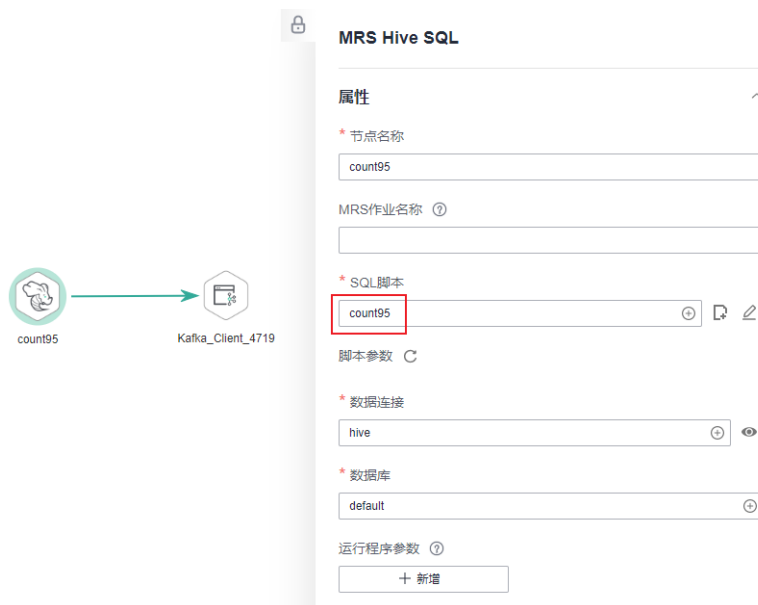 MRS Hive SQL
属性
* 节点名称
count95
MRS作业名称 ?
* SQL脚本
count95
脚本参数
* 数据连接
hive
* 数据库
default
运行程序参数 ?
+ 新增
count95
Kafka_Client_4719